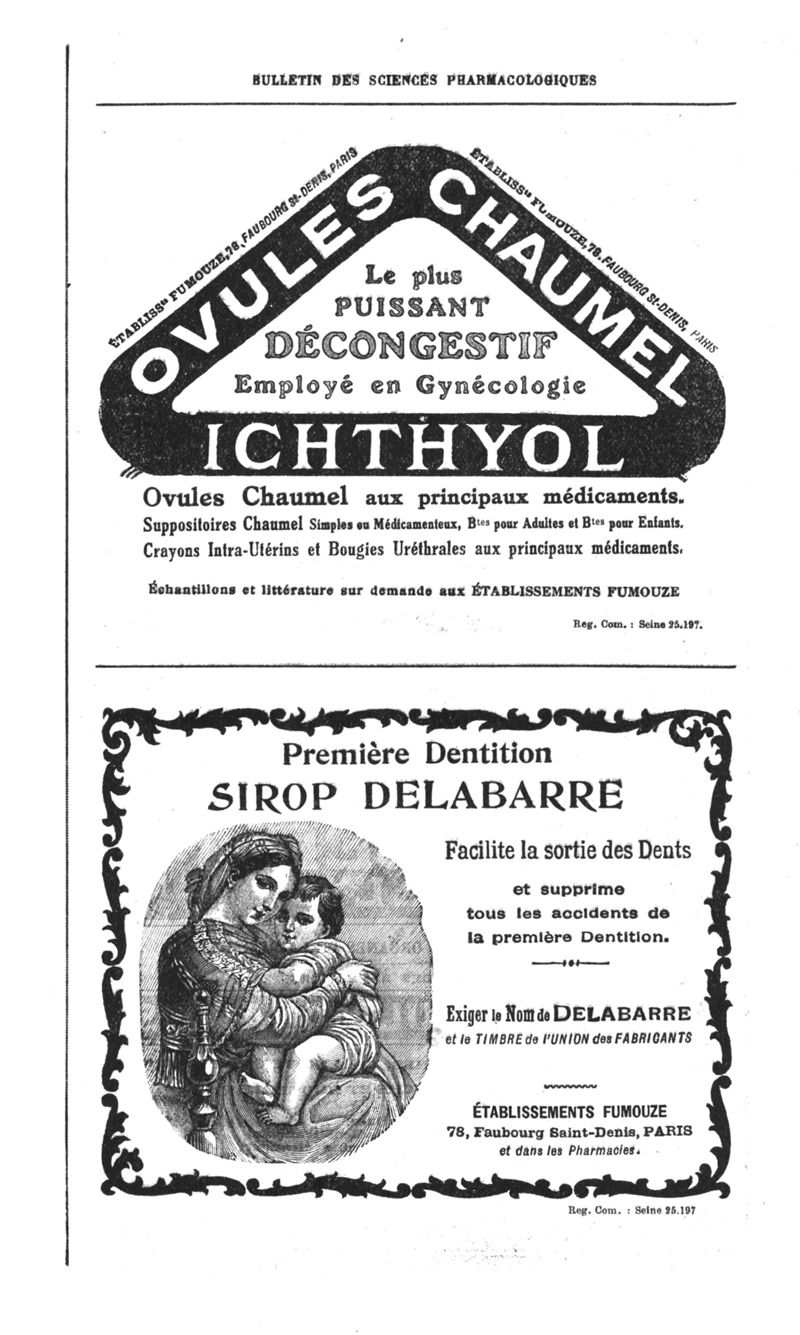 BULLETIN DES SCIENCES PHARMACOLOGIQUES
ÉTABLISSts FUMOUZE, 78, FAUBOURG St-DENIS, PARIS
ÉTABLISSts FUMOUZE, 78, FAUBOURG St-DENIS, PARIS
OVULES CHAUMEL
Le plus
PUISSANT
DÉCONGESTIF
Employé en Gynécologie
ICHTHYOL
Ovules Chaumel aux principaux médicaments.
Suppositoires Chaumel Simples ou Médicamenteux, Btes pour Adultes et Btes pour Enfants.
Crayons Intra-Utérins et Bougies Uréthrales aux principaux médicaments.
Échantillons et littérature sur demande aux ÉTABLISSEMENTS FUMOUZE
Reg. Com. : Seine 25.197.
Première Dentition
SIROP DELABARRE
Facilite la sortie des Dents
et supprime
tous les accidents de
la première Dentition.
Exiger le Nom de DELABARRE
et le TIMBRE de l'UNION des FABRICANTS
ÉTABLISSEMENTS FUMOUZE
78, Faubourg Saint-Denis, PARIS
et dans les Pharmacies.
Reg. Com. : Seine 25.197